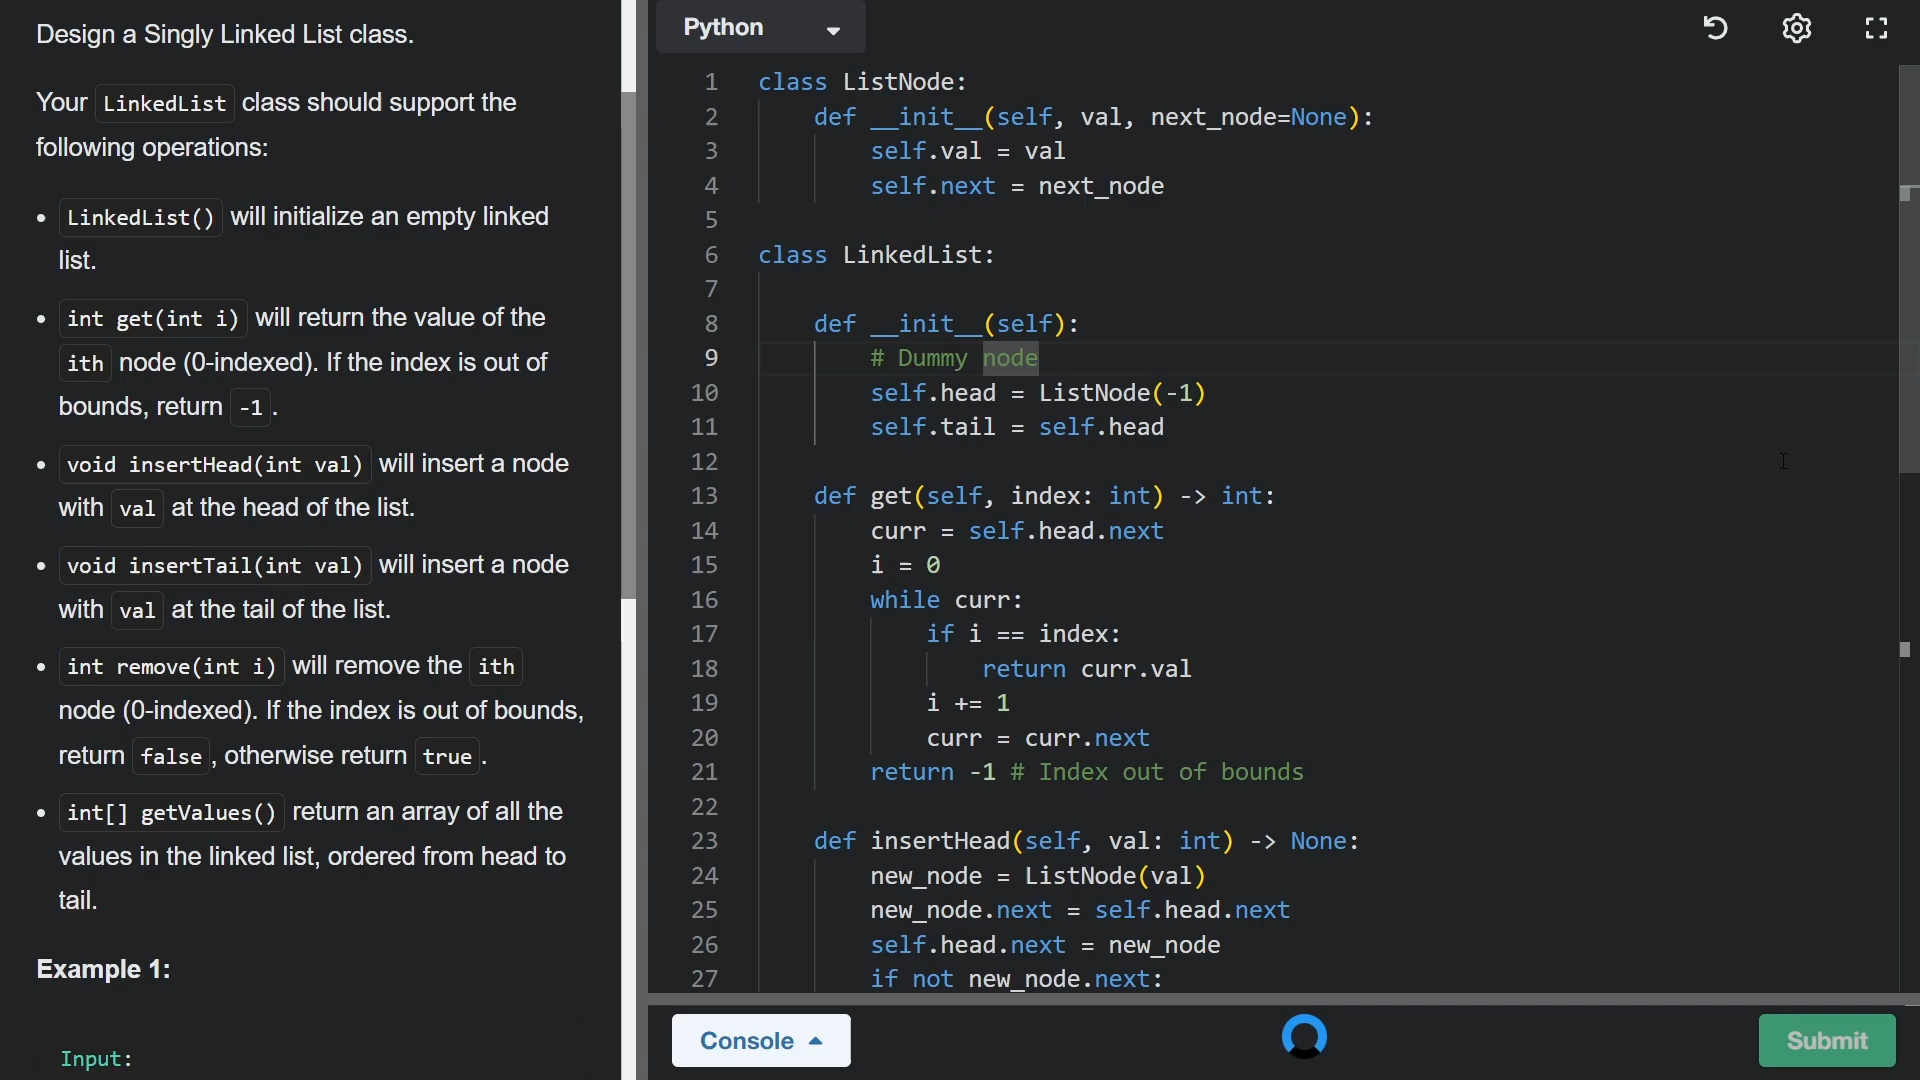 Design a Singly Linked List class.
Your LinkedList class should support the
following operations:
• LinkedList() will initialize an empty linked
list.
• int get(int i) will return the value of the
ith node (0-indexed). If the index is out of
bounds, return -1 .
• void insertHead(int val) will insert a node
with val at the head of the list.
• void insertTail(int val) will insert a node
with val at the tail of the list.
• int remove(int i) will remove the ith
node (0-indexed). If the index is out of bounds,
return false , otherwise return true .
• int[] getValues() return an array of all the
values in the linked list, ordered from head to
tail.
Example 1:
Input:
Python
1 class ListNode:
2     def __init__(self, val, next_node=None):
3         self.val = val
4         self.next = next_node
5
6 class LinkedList:
7
8     def __init__(self):
9         # Dummy node
10         self.head = ListNode(-1)
11         self.tail = self.head
12
13     def get(self, index: int) -> int:
14         curr = self.head.next
15         i = 0
16         while curr:
17             if i == index:
18                 return curr.val
19             i += 1
20             curr = curr.next
21         return -1 # Index out of bounds
22
23     def insertHead(self, val: int) -> None:
24         new_node = ListNode(val)
25         new_node.next = self.head.next
26         self.head.next = new_node
27         if not new_node.next:
Console
Submit